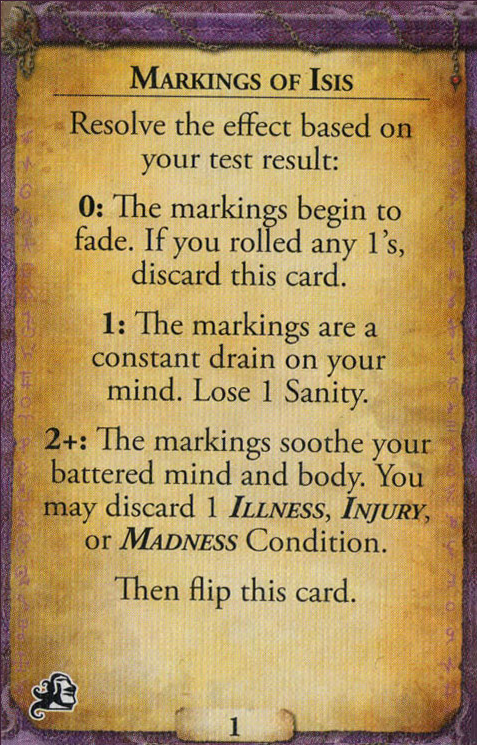 MARKINGS OF ISIS
Resolve the effect based on
your test result:
0: The markings begin to
fade. If you rolled any 1's,
discard this card.
1: The markings are a
constant drain on your
mind. Lose 1 Sanity.
2+: The markings soothe your
battered mind and body. You
may discard 1 ILLNESS, INJURY,
or MADNESS Condition.
Then flip this card.
1